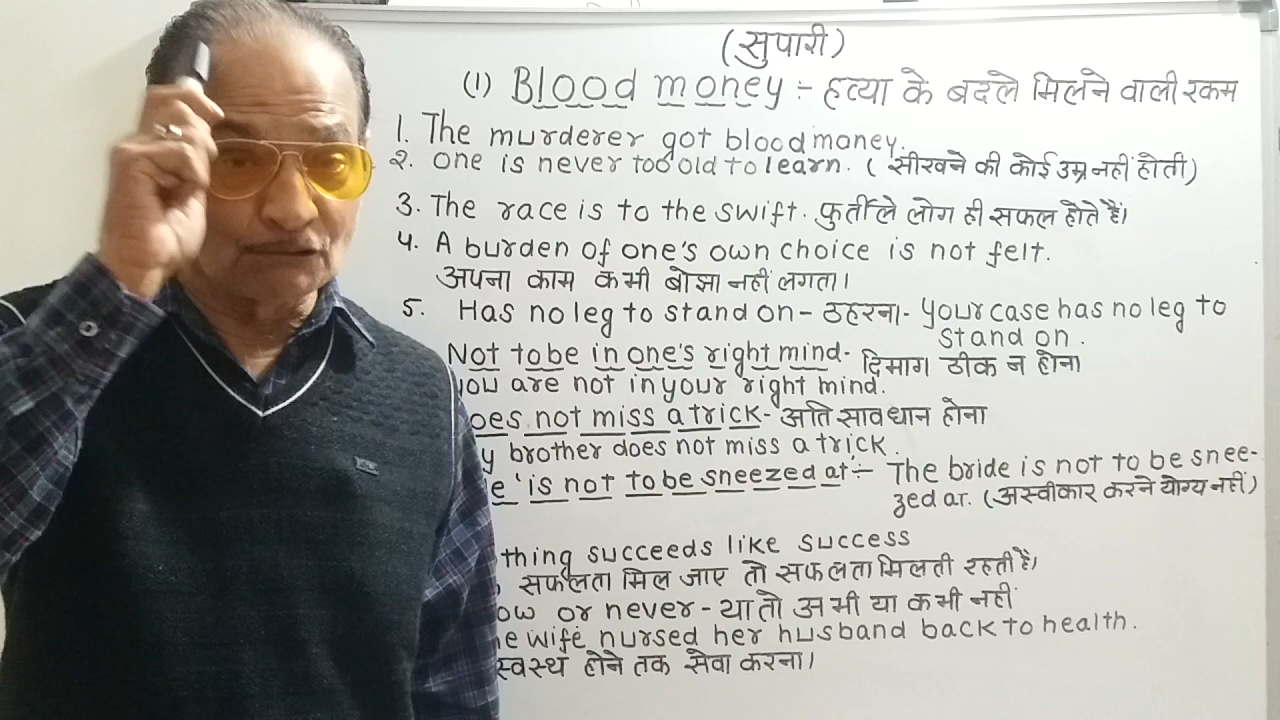 (सुपारी)
(1) Blood money :- हत्या के बदले मिलने वाली रकम
1. The murderer got blood money.
2. One is never too old to learn. (सीखने की कोई उम्र नहीं होती)
3. The race is to the swift. फुर्तीले लोग ही सफल होते हैं।
4. A burden of one's own choice is not felt.
अपना काम कभी बोझा नहीं लगता।
5. Has no leg to stand on - ठहरना - Your case has no leg to
stand on.
Not to be in one's right mind - दिमाग ठीक न होना
you are not in your right mind.
oes not miss a trick - अति सावधान होना
y brother does not miss a trick.
e' is not to be sneezed at :- The bride is not to be snee-
zed at. (अस्वीकार करने योग्य नहीं)
thing succeeds like success
सफलता मिल जाए तो सफलता मिलती रहती है।
ow or never - या तो अभी या कभी नहीं
e wife nursed her husband back to health.
स्वस्थ होने तक सेवा करना।